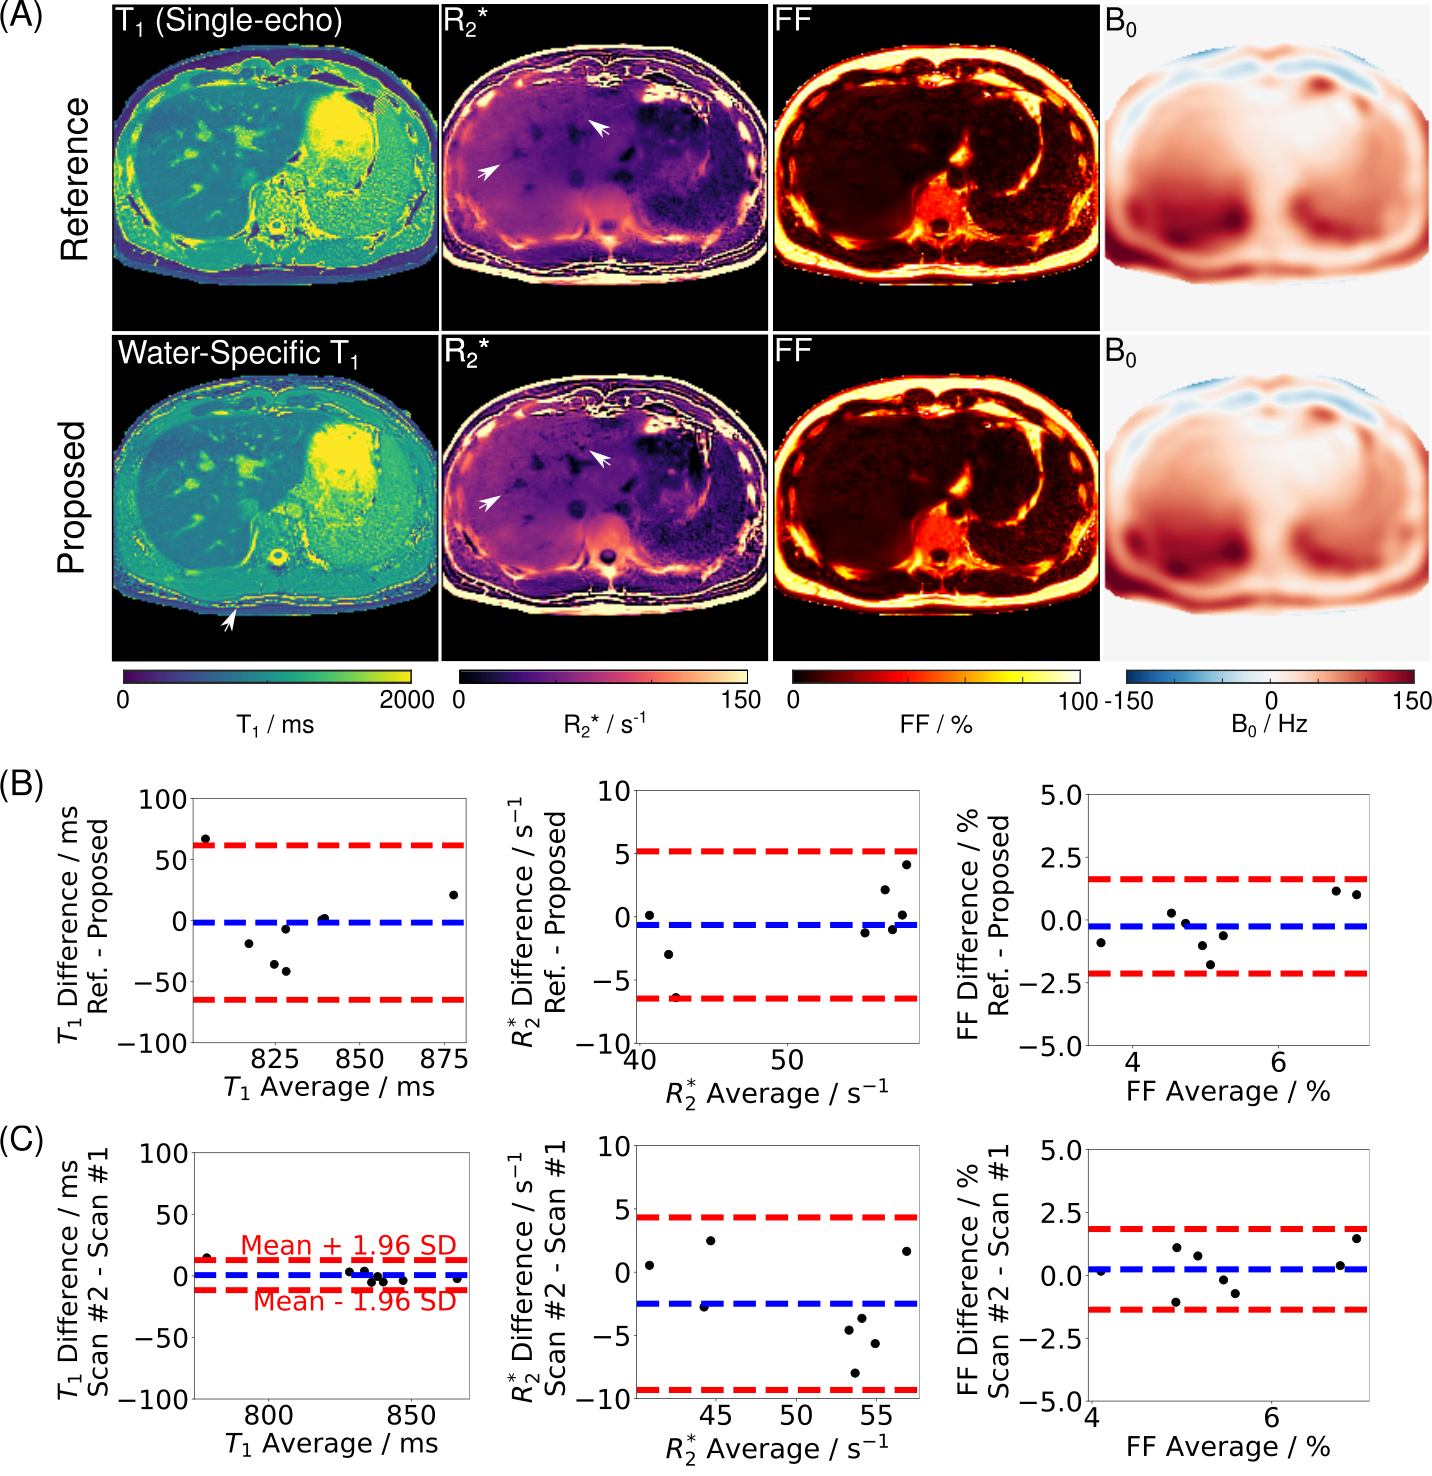 (A)
T₁ (Single-echo)
R₂*
FF
B₀
Reference
Water-Specific T₁
R₂*
FF
B₀
Proposed
0 2000
T₁ / ms
0 150
R₂* / s⁻¹
0 100
FF / %
-150 0 150
B₀ / Hz
(B)
T₁ Difference / ms
Ref. - Proposed
100
50
0
−50
−100
825 850 875
T₁ Average / ms
R₂* Difference / s⁻¹
Ref. - Proposed
10
5
0
−5
−10
40 50
R₂* Average / s⁻¹
FF Difference / %
Ref. - Proposed
5.0
2.5
0.0
−2.5
−5.0
4 6
FF Average / %
(C)
T₁ Difference / ms
Scan #2 - Scan #1
100
50
0
−50
−100
Mean + 1.96 SD
Mean - 1.96 SD
800 850
T₁ Average / ms
R₂* Difference / s⁻¹
Scan #2 - Scan #1
10
5
0
−5
−10
45 50 55
R₂* Average / s⁻¹
FF Difference / %
Scan #2 - Scan #1
5.0
2.5
0.0
−2.5
−5.0
4 6
FF Average / %